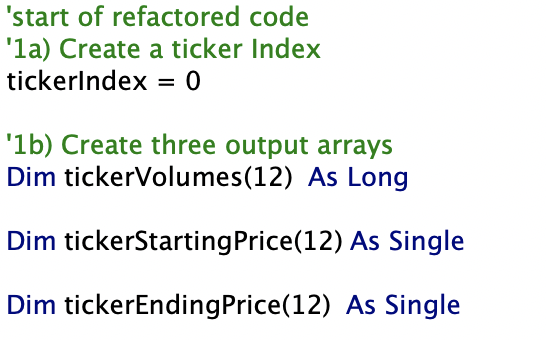 'start of refactored code
'1a) Create a ticker Index
tickerIndex = 0
'1b) Create three output arrays
Dim tickerVolumes(12)  As Long
Dim tickerStartingPrice(12) As Single
Dim tickerEndingPrice(12)  As Single